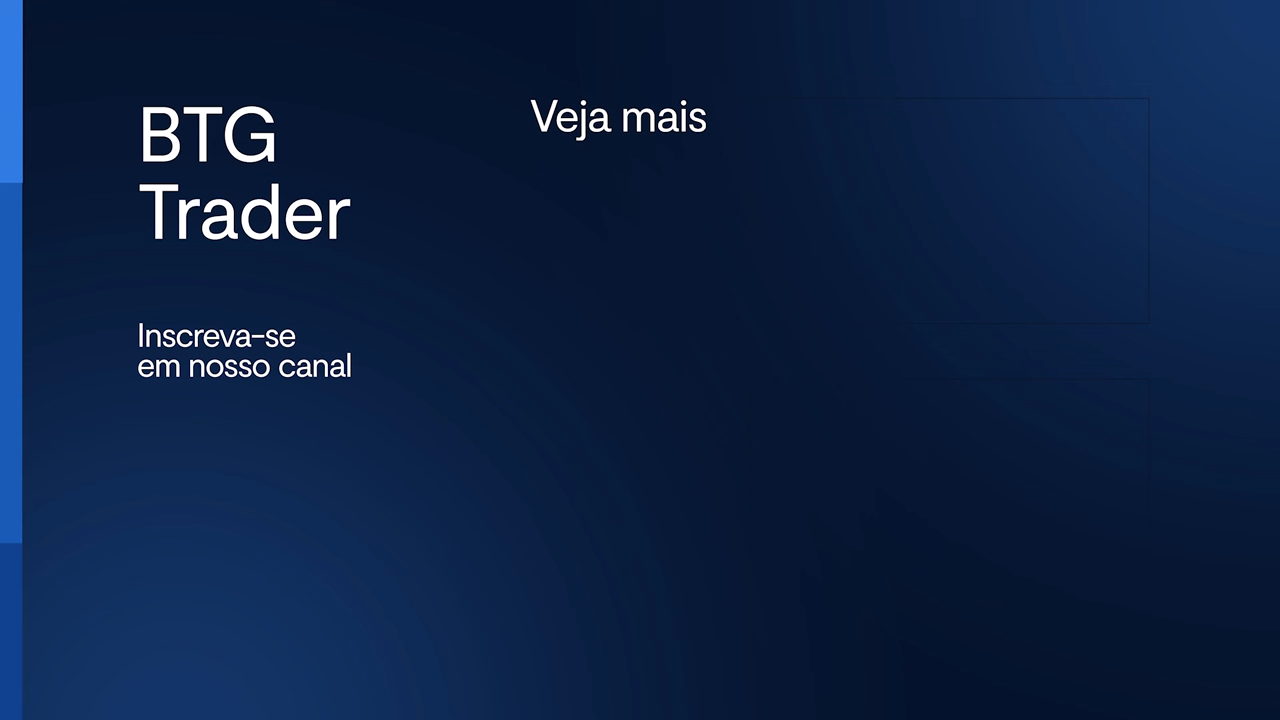 BTG
Trader
Inscreva-se
em nosso canal
Veja mais